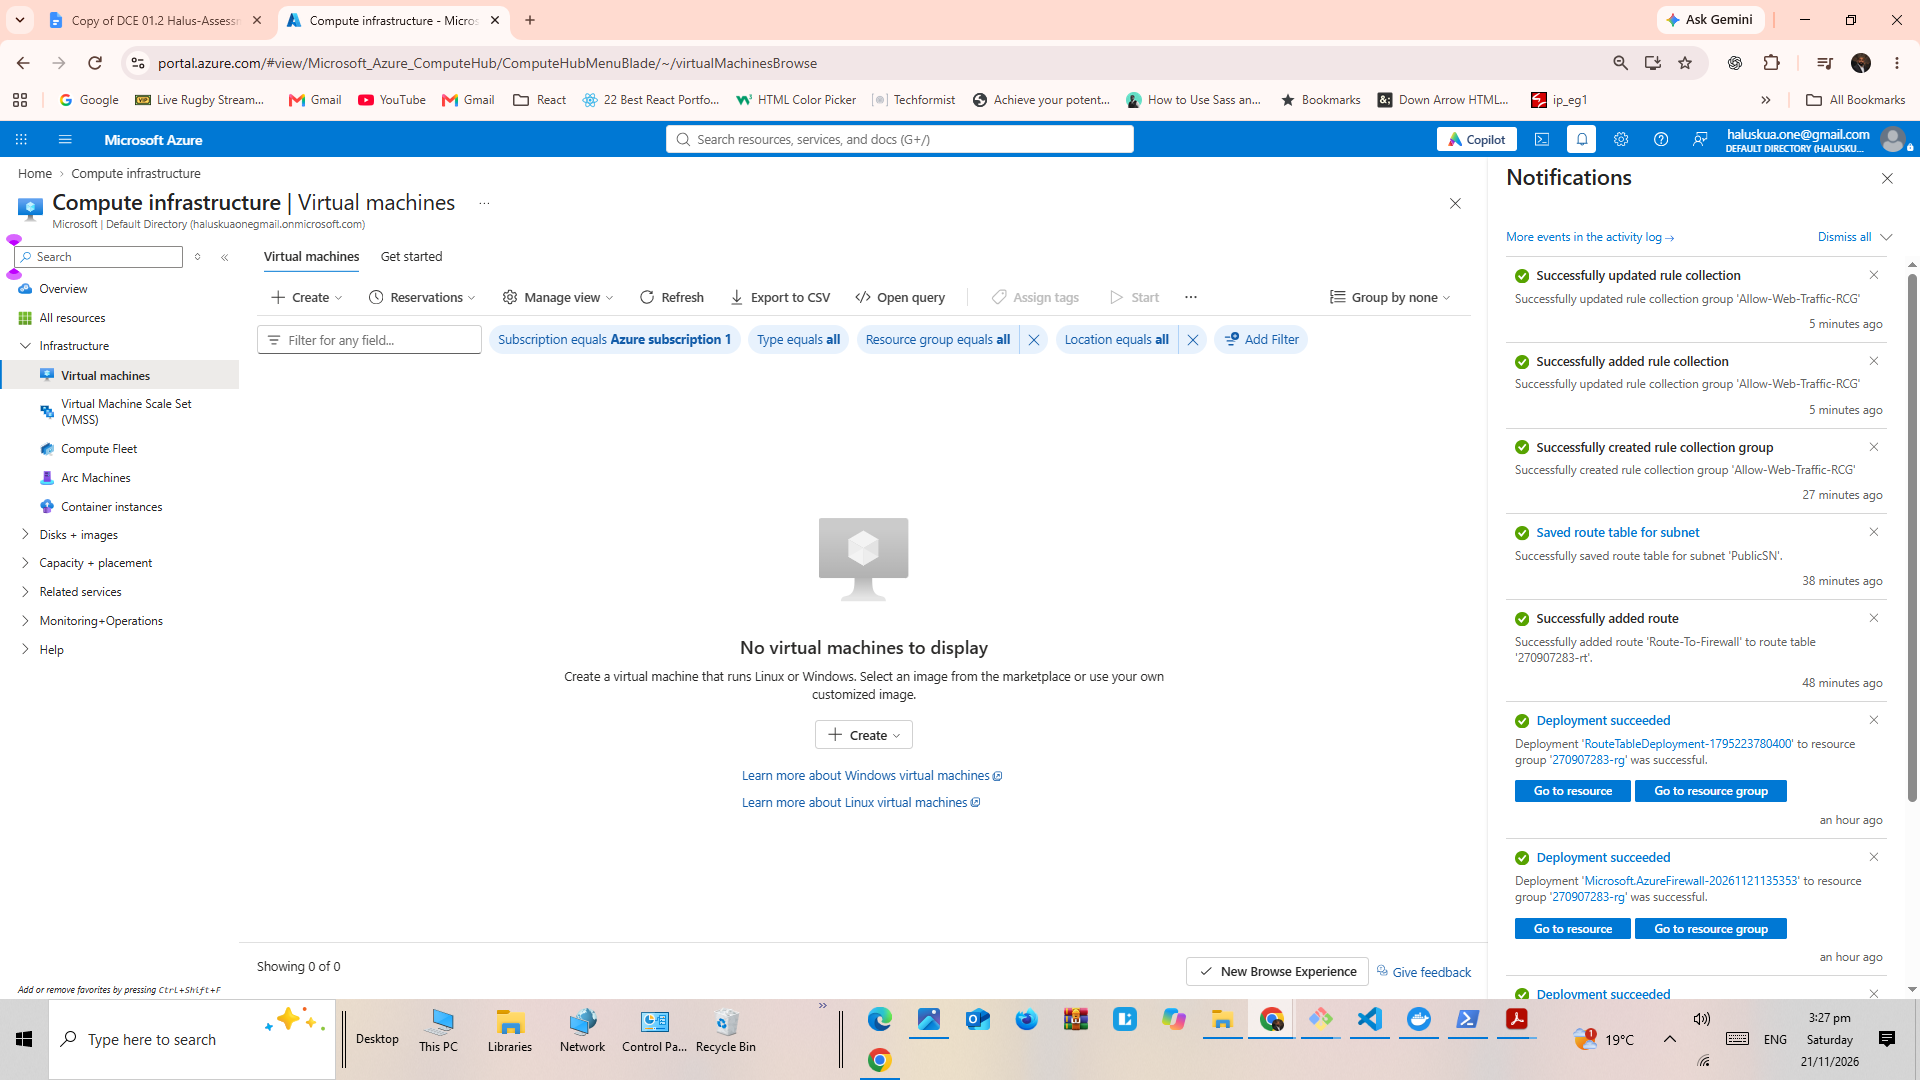 Copy of DCE 01.2 Halus-Assessm
Compute infrastructure - Micros
Ask Gemini
portal.azure.com/#view/Microsoft_Azure_ComputeHub/ComputeHubMenuBlade/~/virtualMachinesBrowse
Google
Live Rugby Stream...
Gmail
YouTube
Gmail
React
22 Best React Portfo...
HTML Color Picker
Techformist
Achieve your potent...
How to Use Sass an...
Bookmarks
Down Arrow HTML...
ip_eg1
All Bookmarks
Microsoft Azure
Search resources, services, and docs (G+/)
Copilot
haluskua.one@gmail.com
DEFAULT DIRECTORY (HALUSKU...
Home
Compute infrastructure
Compute infrastructure | Virtual machines
...
Microsoft | Default Directory (haluskuaonegmail.onmicrosoft.com)
Search
Overview
All resources
Infrastructure
Virtual machines
Virtual Machine Scale Set
(VMSS)
Compute Fleet
Arc Machines
Container instances
Disks + images
Capacity + placement
Related services
Monitoring+Operations
Help
Add or remove favorites by pressing Ctrl+Shift+F
Virtual machines
Get started
Create
Reservations
Manage view
Refresh
Export to CSV
Open query
Assign tags
Start
Group by none
Filter for any field...
Subscription equals Azure subscription 1
Type equals all
Resource group equals all
Location equals all
Add Filter
No virtual machines to display
Create a virtual machine that runs Linux or Windows. Select an image from the marketplace or use your own
customized image.
Create
Learn more about Windows virtual machines
Learn more about Linux virtual machines
Showing 0 of 0
New Browse Experience
Give feedback
Notifications
More events in the activity log →
Dismiss all
Successfully updated rule collection
Successfully updated rule collection group 'Allow-Web-Traffic-RCG'
5 minutes ago
Successfully added rule collection
Successfully updated rule collection group 'Allow-Web-Traffic-RCG'
5 minutes ago
Successfully created rule collection group
Successfully created rule collection group 'Allow-Web-Traffic-RCG'
27 minutes ago
Saved route table for subnet
Successfully saved route table for subnet 'PublicSN'.
38 minutes ago
Successfully added route
Successfully added route 'Route-To-Firewall' to route table
'270907283-rt'.
48 minutes ago
Deployment succeeded
Deployment 'RouteTableDeployment-1795223780400' to resource
group '270907283-rg' was successful.
Go to resource
Go to resource group
an hour ago
Deployment succeeded
Deployment 'Microsoft.AzureFirewall-20261121135353' to resource
group '270907283-rg' was successful.
Go to resource
Go to resource group
an hour ago
Deployment succeeded
Type here to search
Desktop
This PC
Libraries
Network
Control Pa...
Recycle Bin
1
19°C
ENG
3:27 pm
Saturday
21/11/2026